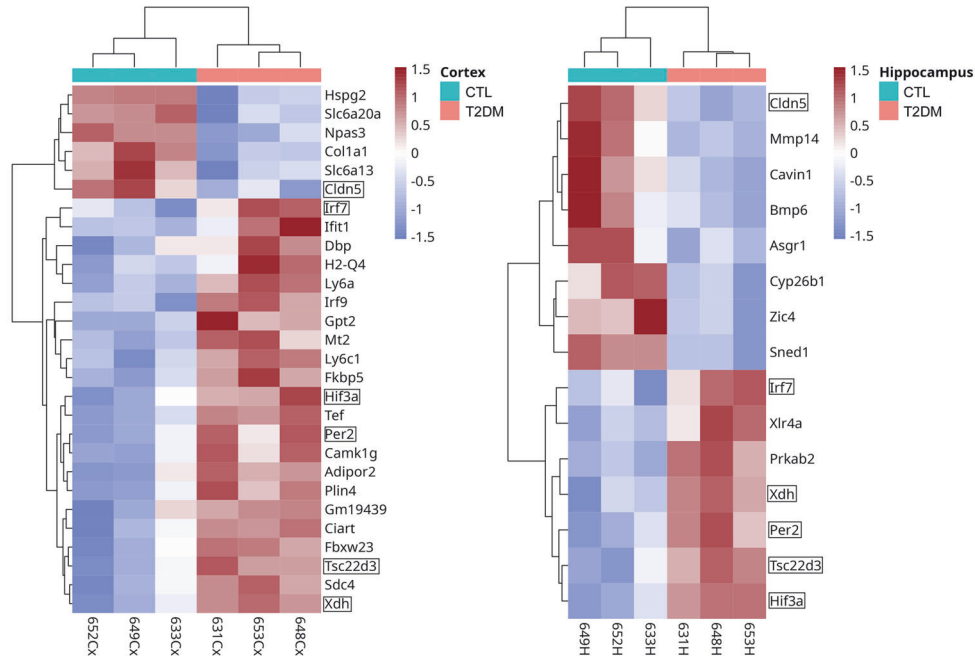 1.5
0.5
0
-0.5
-1.5
Cortex
CTL
T2DM
Hspg2
Slc6a20a
Npas3
Col1a1
Slc6a13
Cldn5
Irf7
Ifit1
Dbp
H2-Q4
Ly6a
Irf9
Gpt2
Mt2
Ly6c1
Fkbp5
Hif3a
Tef
Per2
Camk1g
Adipor2
Plin4
Gm19439
Ciart
Fbxw23
Tsc22d3
Sdc4
Xdh
652Cx
649Cx
633Cx
631Cx
653Cx
648Cx
1.5
0.5
0
-0.5
-1.5
Hippocampus
CTL
T2DM
Cldn5
Mmp14
Cavin1
Bmp6
Asgr1
Cyp26b1
Zic4
Sned1
Irf7
Xlr4a
Prkab2
Xdh
Per2
Tsc22d3
Hif3a
649H
652H
633H
631H
648H
653H